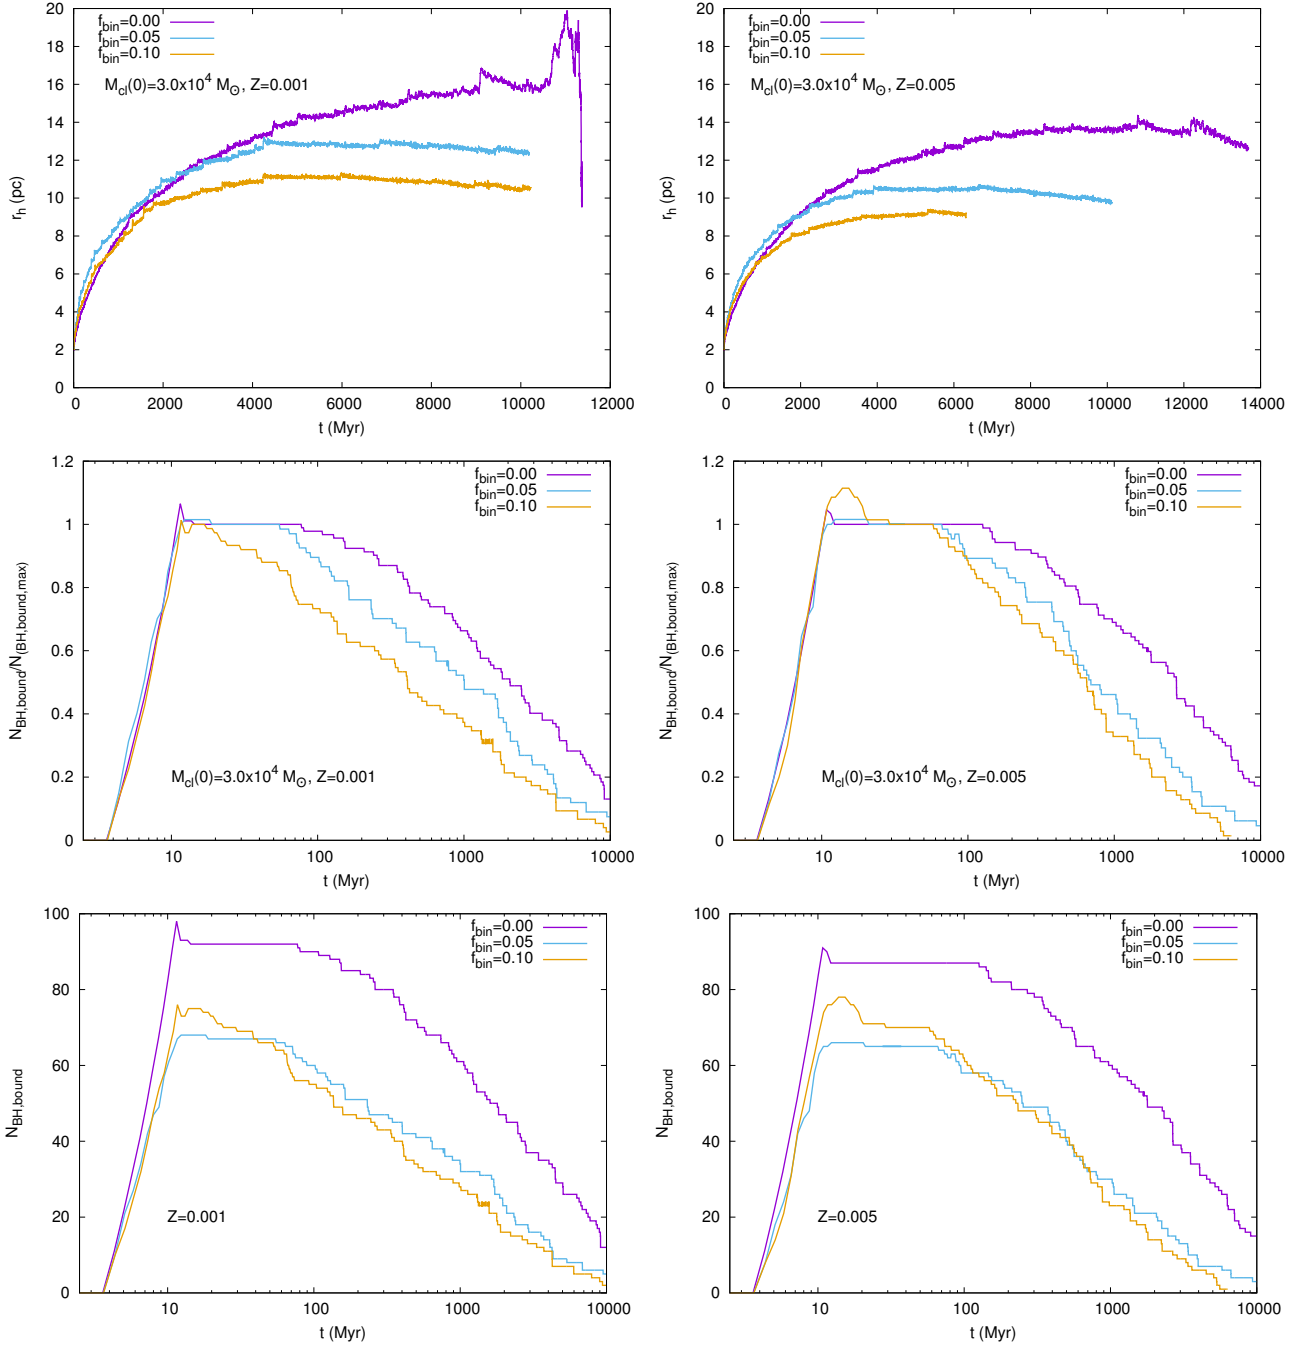 20
18
16
14
12
10
8
6
4
2
0
r_h (pc)
f_bin=0.00
f_bin=0.05
f_bin=0.10
M_cl(0)=3.0x10^4 M_⊙, Z=0.001
0 2000 4000 6000 8000 10000 12000
t (Myr)
20
18
16
14
12
10
8
6
4
2
0
r_h (pc)
f_bin=0.00
f_bin=0.05
f_bin=0.10
M_cl(0)=3.0x10^4 M_⊙, Z=0.005
0 2000 4000 6000 8000 10000 12000 14000
t (Myr)
1.2
1
0.8
0.6
0.4
0.2
0
N_BH,bound/N_(BH,bound,max)
f_bin=0.00
f_bin=0.05
f_bin=0.10
M_cl(0)=3.0x10^4 M_⊙, Z=0.001
10 100 1000 10000
t (Myr)
1.2
1
0.8
0.6
0.4
0.2
0
N_BH,bound/N_(BH,bound,max)
f_bin=0.00
f_bin=0.05
f_bin=0.10
M_cl(0)=3.0x10^4 M_⊙, Z=0.005
10 100 1000 10000
t (Myr)
100
80
60
40
20
0
N_BH,bound
f_bin=0.00
f_bin=0.05
f_bin=0.10
Z=0.001
10 100 1000 10000
t (Myr)
100
80
60
40
20
0
N_BH,bound
f_bin=0.00
f_bin=0.05
f_bin=0.10
Z=0.005
10 100 1000 10000
t (Myr)